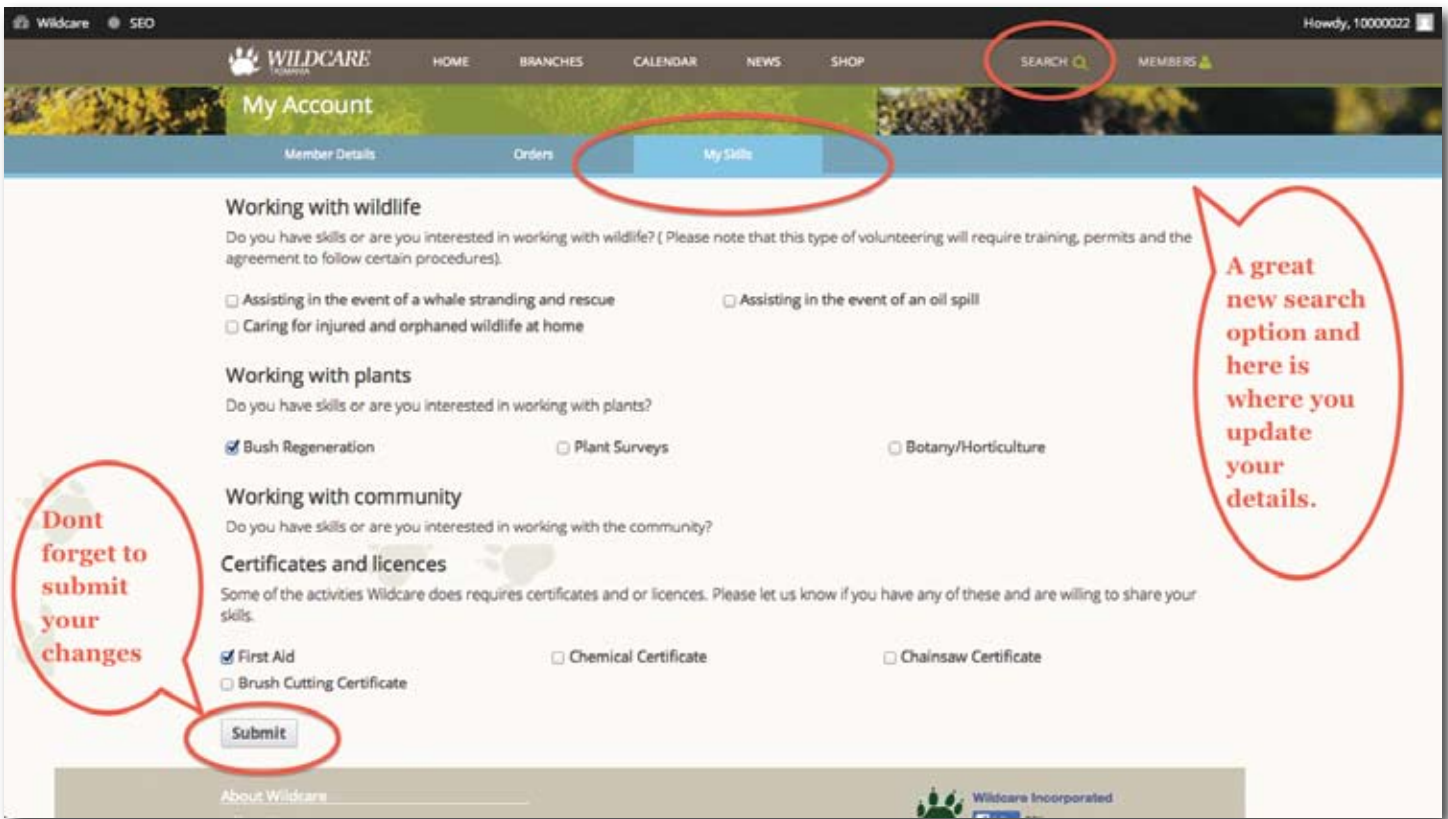 Wildcare SEO Howdy, 10000022
WILDCARE
TASMANIA
HOME BRANCHES CALENDAR NEWS SHOP SEARCH MEMBERS
My Account
Member Details Orders My Skills
Working with wildlife
Do you have skills or are you interested in working with wildlife? ( Please note that this type of volunteering will require training, permits and the
agreement to follow certain procedures).
Assisting in the event of a whale stranding and rescue Assisting in the event of an oil spill
Caring for injured and orphaned wildlife at home
Working with plants
Do you have skills or are you interested in working with plants?
Bush Regeneration Plant Surveys Botany/Horticulture
Working with community
Do you have skills or are you interested in working with the community?
Certificates and licences
Some of the activities Wildcare does requires certificates and or licences. Please let us know if you have any of these and are willing to share your
skills.
First Aid Chemical Certificate Chainsaw Certificate
Brush Cutting Certificate
Submit
About Wildcare
Wildcare Incorporated
A great
new search
option and
here is
where you
update
your
details.
Dont
forget to
submit
your
changes